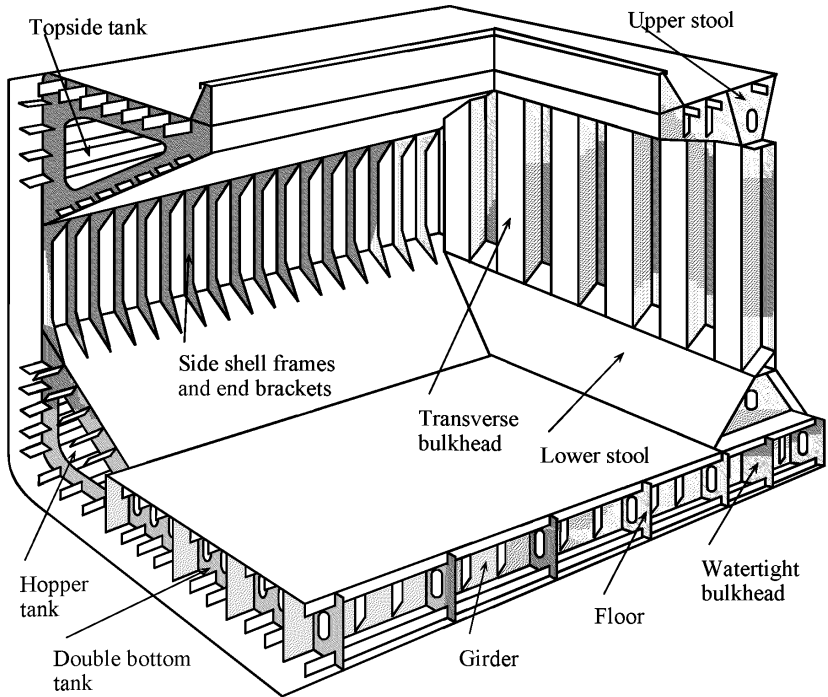 Topside tank
Upper stool
Side shell frames
and end brackets
Transverse
bulkhead
Lower stool
Watertight
bulkhead
Hopper
tank
Floor
Girder
Double bottom
tank